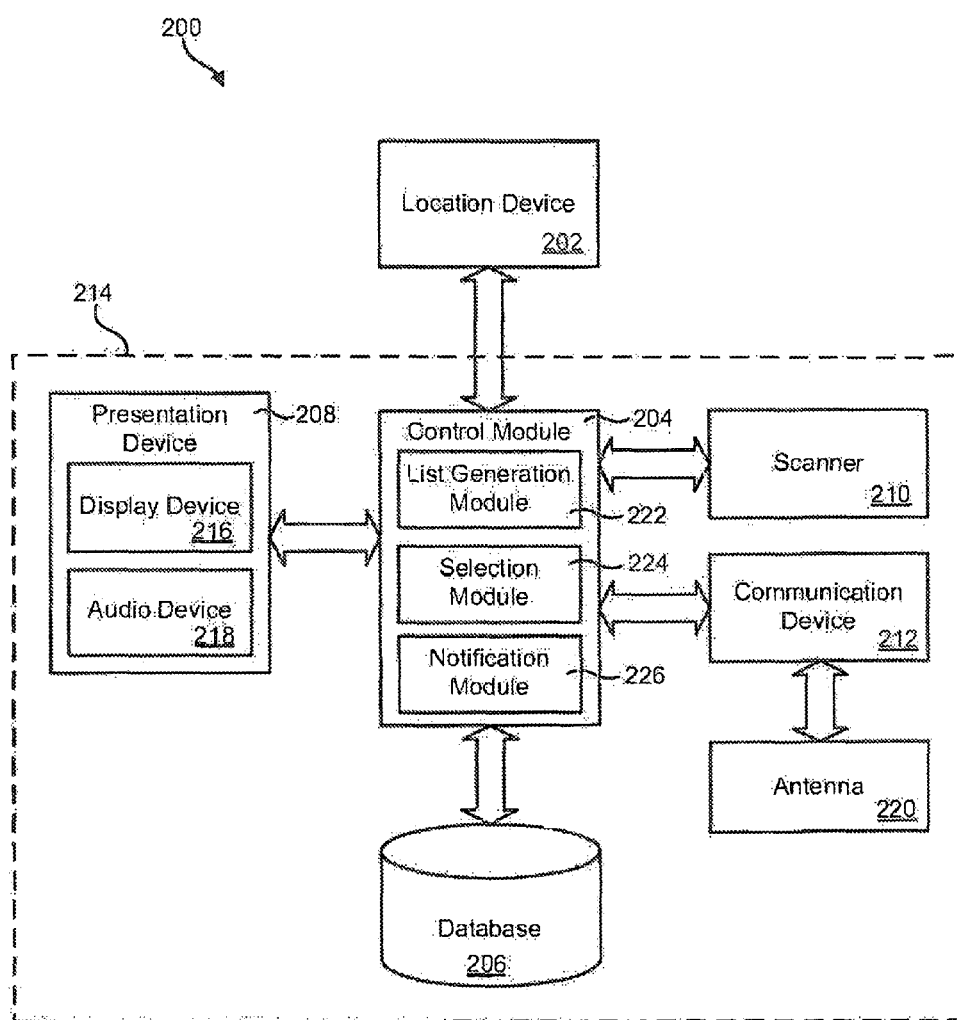 200
Location Device
202
214
Presentation
Device
208
Display Device
216
Audio Device
218
Control Module
204
List Generation
Module
222
Selection
Module
224
Notification
Module
226
Scanner
210
Communication
Device
212
Antenna
220
Database
206